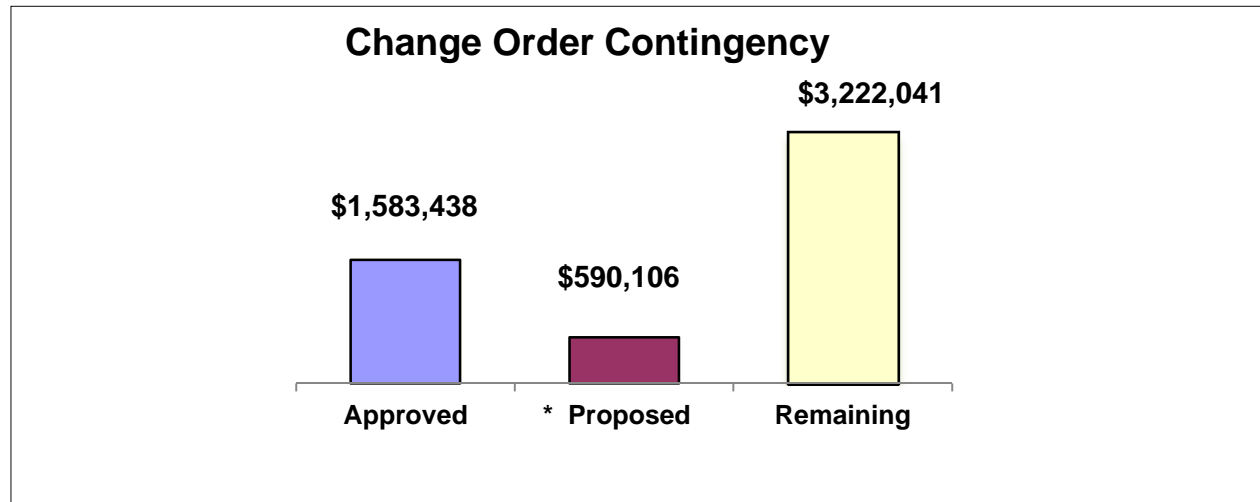 Change Order Contingency
$3,222,041
$1,583,438
$590,106
Approved * Proposed Remaining